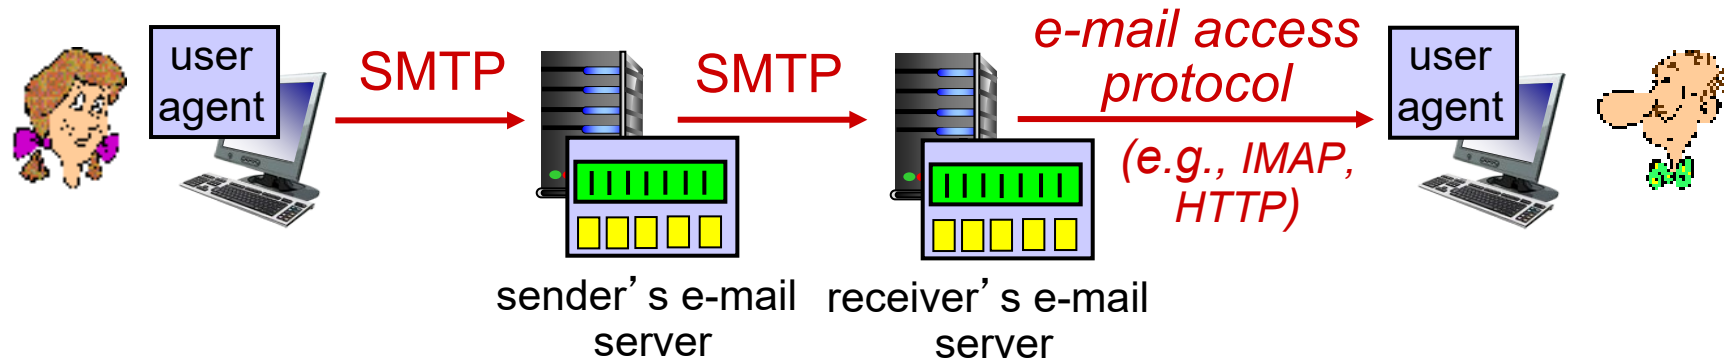 user
agent
SMTP
SMTP
e-mail access
protocol
(e.g., IMAP,
HTTP)
user
agent
sender’s e-mail
server
receiver’s e-mail
server